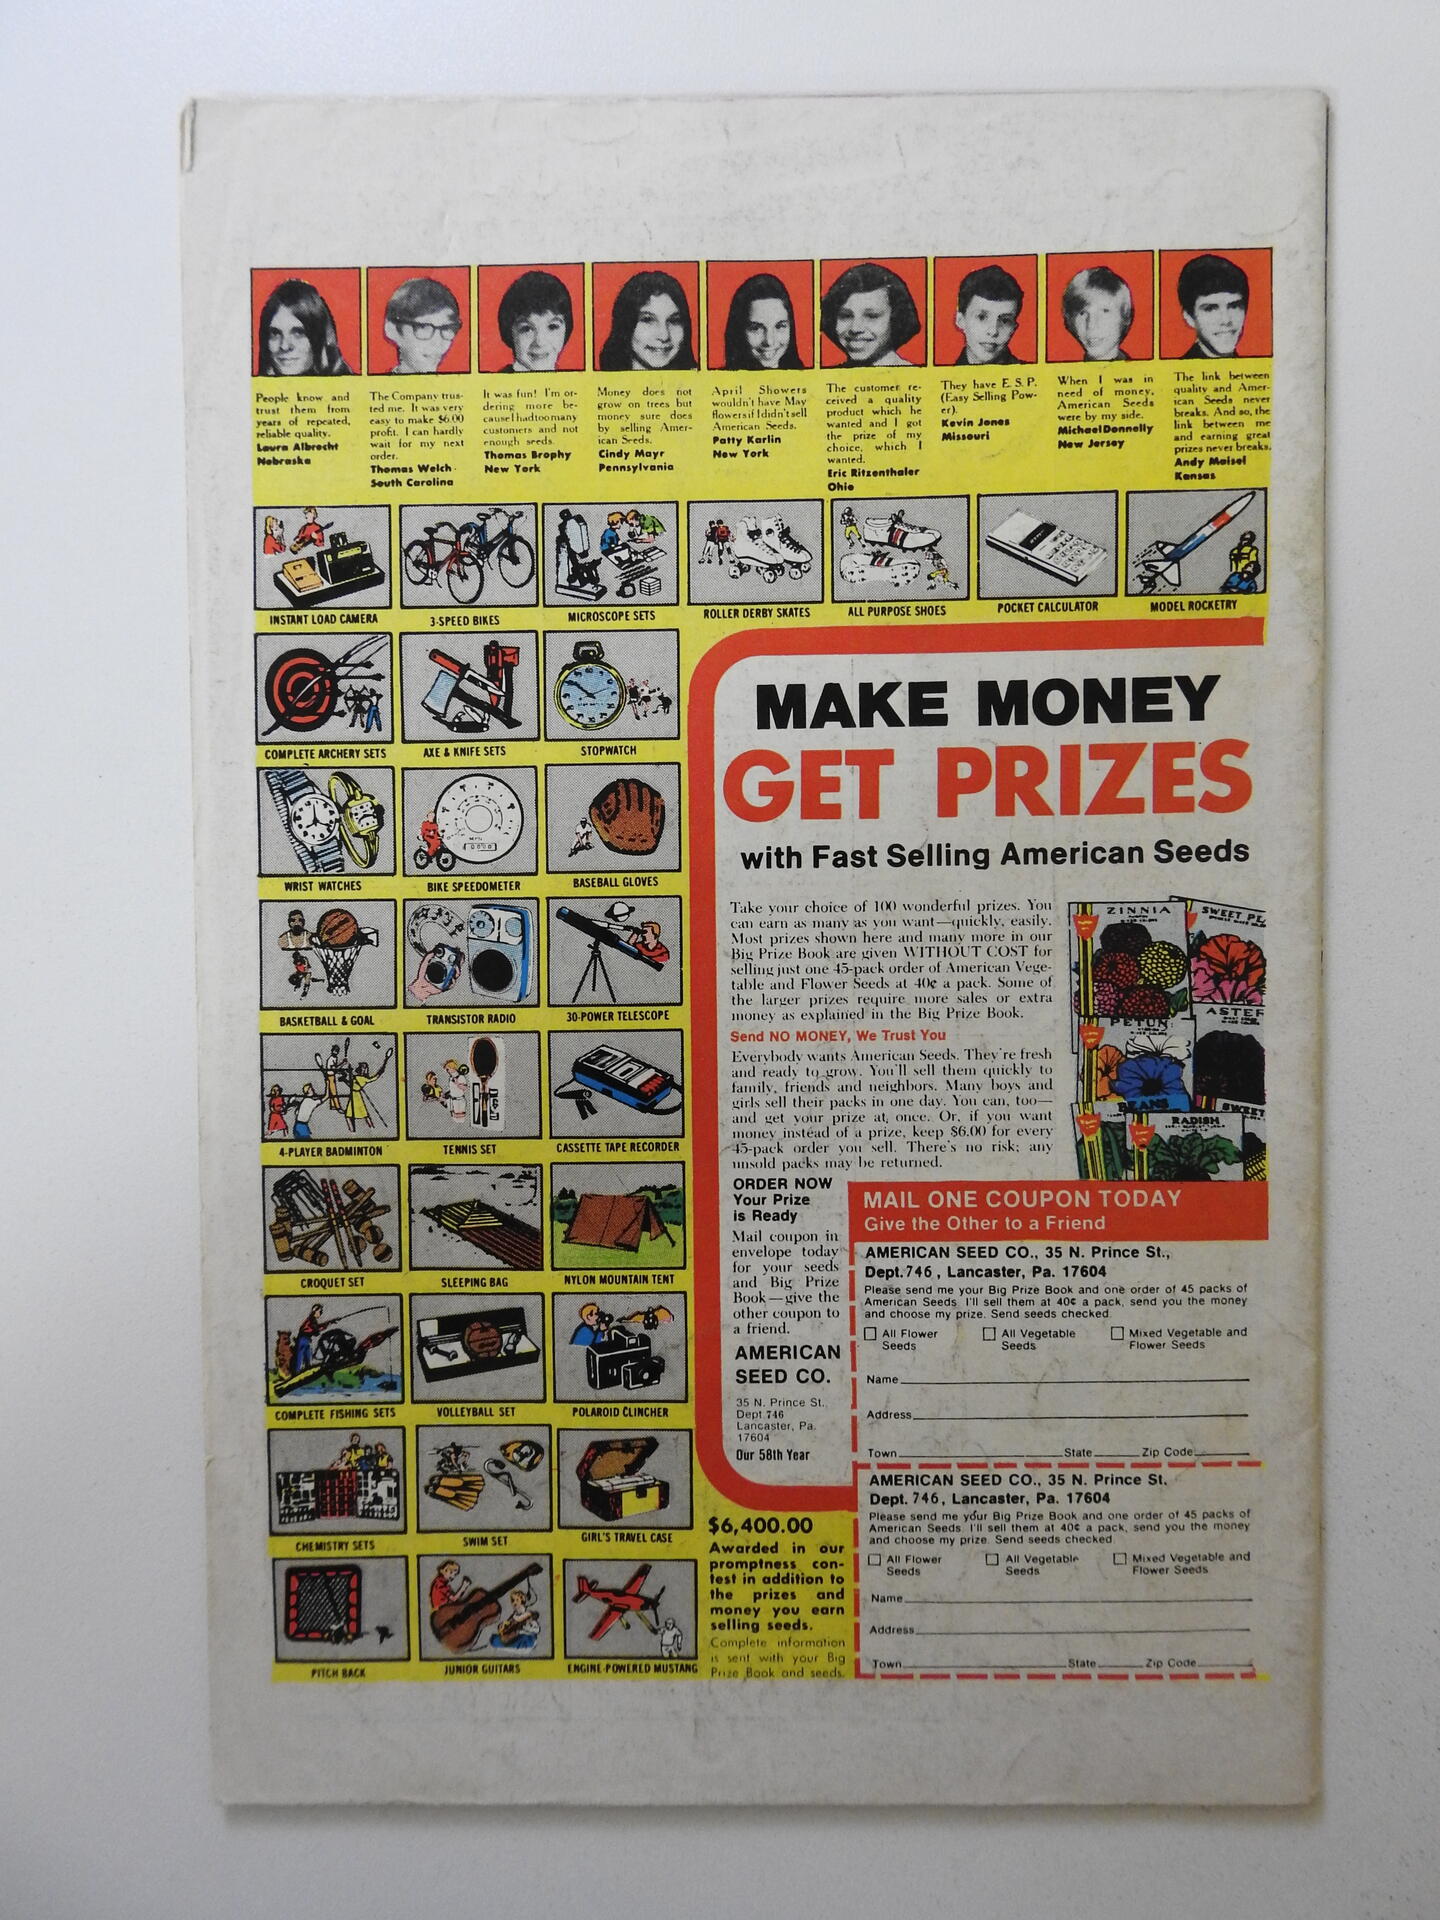 People know and
trust them from
years of repeated,
reliable quality.
Laura Albrecht
Nebraska
The Company trus-
ted me. It was very
easy to make $6.00
profit. I can hardly
wait for my next
order.
Thomas Welch
South Carolina
It was fun! I'm or-
dering more be-
cause I had too many
customers and not
enough seeds.
Thomas Brophy
New York
Money does not
grow on trees but
money sure does
by selling Amer-
ican Seeds.
Cindy Mayr
Pennsylvania
April Showers
wouldn't have May
flowers if I didn't sell
American Seeds.
Patty Karlin
New York
The customer re-
ceived a quality
product which he
wanted and I got
the prize of my
choice, which I
wanted.
Eric Ritzenthaler
Ohio
They have E. S. P.
(Easy Selling Pow-
er).
Kevin Jones
Missouri
When I was in
need of money,
American Seeds
were by my side.
Michael Donnelly
New Jersey
The link between
quality and Amer-
ican Seeds never
breaks. And so, the
link between me
and earning great
prizes never breaks.
Andy Maisel
Kansas
INSTANT LOAD CAMERA
3-SPEED BIKES
MICROSCOPE SETS
ROLLER DERBY SKATES
ALL PURPOSE SHOES
POCKET CALCULATOR
MODEL ROCKETRY
COMPLETE ARCHERY SETS
AXE & KNIFE SETS
STOPWATCH
WRIST WATCHES
BIKE SPEEDOMETER
BASEBALL GLOVES
BASKETBALL & GOAL
TRANSISTOR RADIO
30-POWER TELESCOPE
4-PLAYER BADMINTON
TENNIS SET
CASSETTE TAPE RECORDER
CROQUET SET
SLEEPING BAG
NYLON MOUNTAIN TENT
COMPLETE FISHING SETS
VOLLEYBALL SET
POLAROID CLINCHER
CHEMISTRY SETS
SWIM SET
GIRL'S TRAVEL CASE
PITCH BACK
JUNIOR GUITARS
ENGINE-POWERED MUSTANG
MAKE MONEY
GET PRIZES
with Fast Selling American Seeds
Take your choice of 100 wonderful prizes. You
can earn as many as you want—quickly, easily.
Most prizes shown here and many more in our
Big Prize Book are given WITHOUT COST for
selling just one 45-pack order of American Vege-
table and Flower Seeds at 40¢ a pack. Some of
the larger prizes require more sales or extra
money as explained in the Big Prize Book.
Send NO MONEY, We Trust You
Everybody wants American Seeds. They're fresh
and ready to grow. You'll sell them quickly to
family, friends and neighbors. Many boys and
girls sell their packs in one day. You can, too—
and get your prize at once. Or, if you want
money instead of a prize, keep $6.00 for every
45-pack order you sell. There's no risk; any
unsold packs may be returned.
ZINNIA
SWEET PE
PETUN
ASTER
BEANS
RADISH
SWEET
ORDER NOW
Your Prize
is Ready
Mail coupon in
envelope today
for your seeds
and Big Prize
Book—give the
other coupon to
a friend.
AMERICAN
SEED CO.
35 N. Prince St.
Dept 746
Lancaster, Pa.
17604
Our 58th Year
MAIL ONE COUPON TODAY
Give the Other to a Friend
AMERICAN SEED CO., 35 N. Prince St.,
Dept. 746, Lancaster, Pa. 17604
Please send me your Big Prize Book and one order of 45 packs of
American Seeds. I'll sell them at 40¢ a pack, send you the money
and choose my prize. Send seeds checked.
All Flower
Seeds
All Vegetable
Seeds
Mixed Vegetable and
Flower Seeds
Name
Address
Town State Zip Code
AMERICAN SEED CO., 35 N. Prince St.
Dept. 746, Lancaster, Pa. 17604
Please send me your Big Prize Book and one order of 45 packs of
American Seeds. I'll sell them at 40¢ a pack, send you the money
and choose my prize. Send seeds checked
All Flower
Seeds
All Vegetable
Seeds
Mixed Vegetable and
Flower Seeds
Name
Address
Town State Zip Code
$6,400.00
Awarded in our
promptness con-
test in addition to
the prizes and
money you earn
selling seeds.
Complete information
is sent with your Big
Prize Book and seeds.